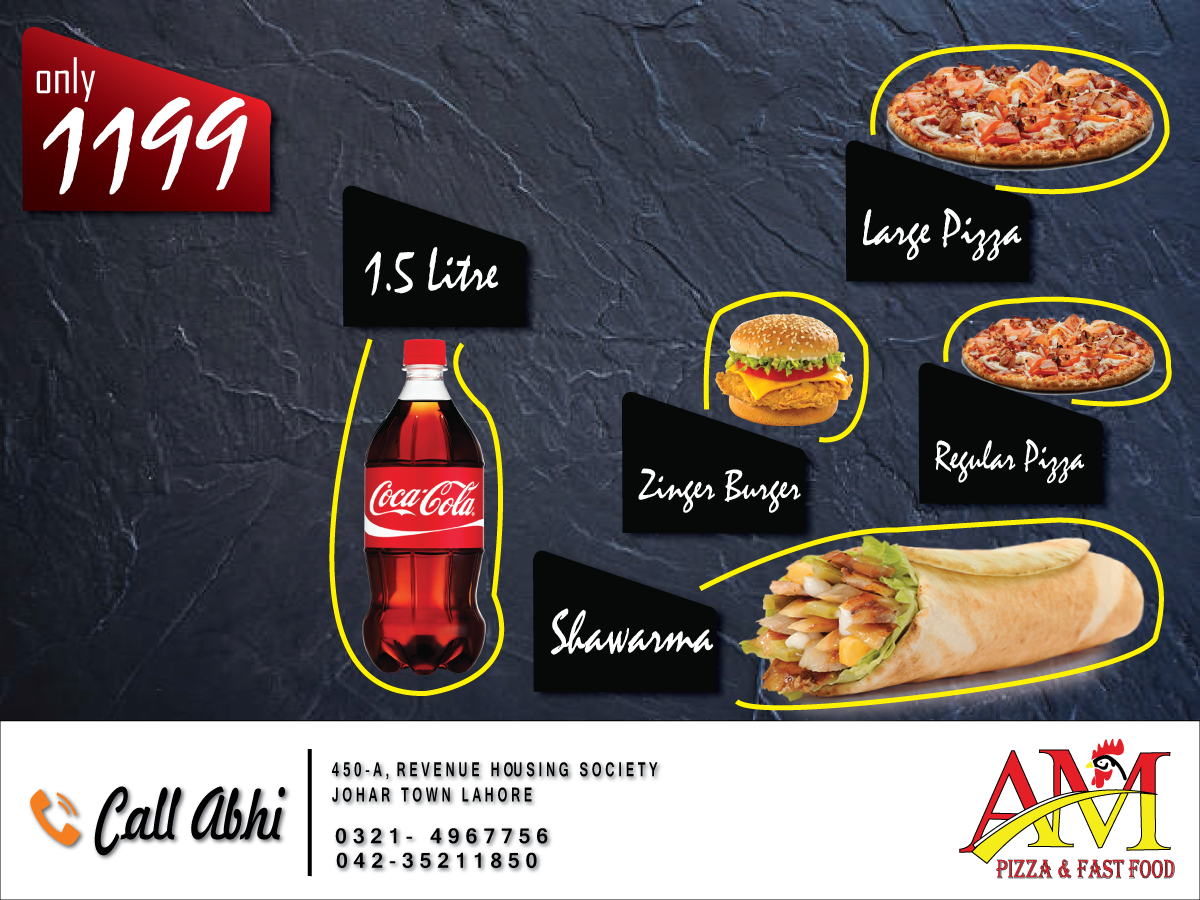 only
1199
1.5 Litre
Large Pizza
Coca-Cola
Zinger Burger
Regular Pizza
Shawarma
Call Abhi
450-A, REVENUE HOUSING SOCIETY
JOHAR TOWN LAHORE
0321- 4967756
042-35211850
AM
PIZZA & FAST FOOD